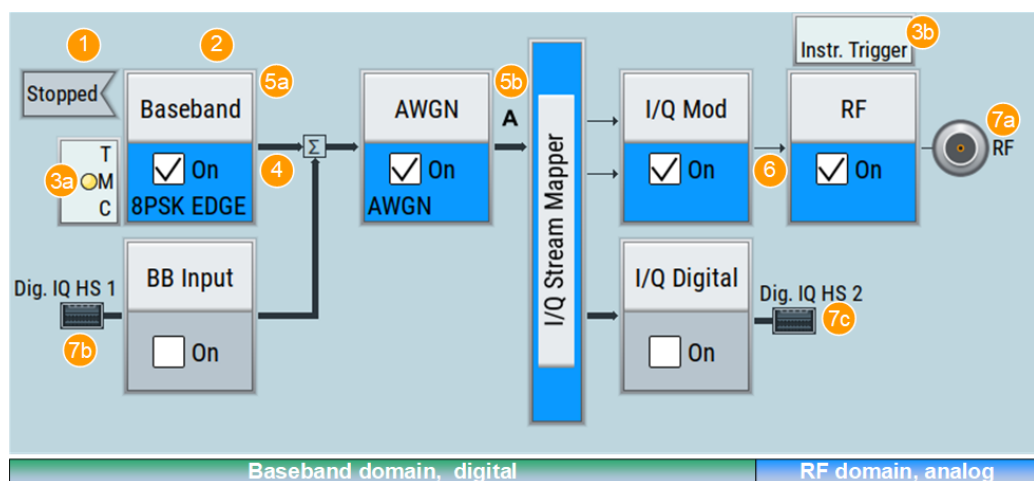 1
2
3b
Instr. Trigger
Stopped
5a
5b
Baseband
AWGN
A
I/Q Mod
RF
7a
RF
T
M
C
3a
On
8PSK EDGE
4
Σ
On
AWGN
I/Q Stream Mapper
On
6
On
Dig. IQ HS 1
7b
BB Input
On
I/Q Digital
On
Dig. IQ HS 2
7c
Baseband domain, digital
RF domain, analog